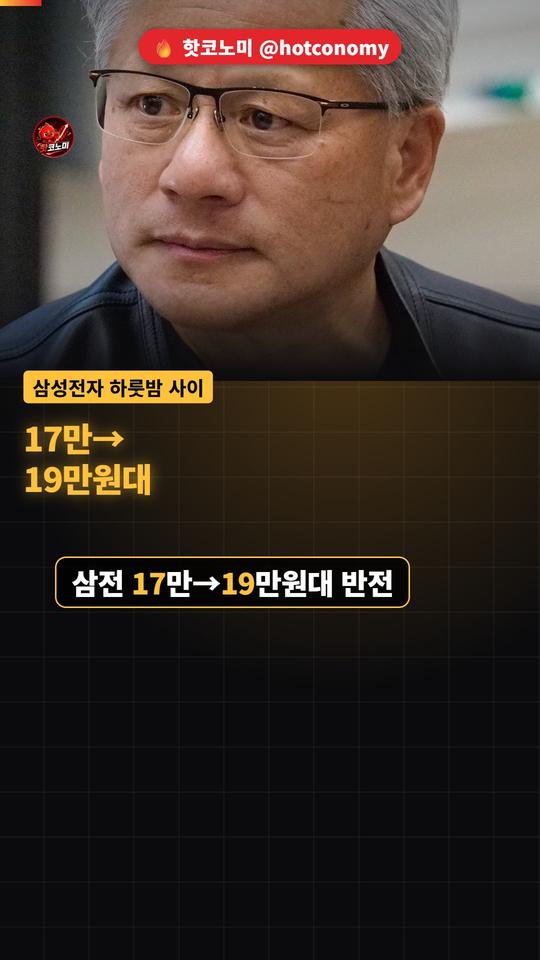 핫코노미 @hotconomy
핫코노미
삼성전자 하룻밤 사이
17만→
19만원대
삼전 17만→19만원대 반전